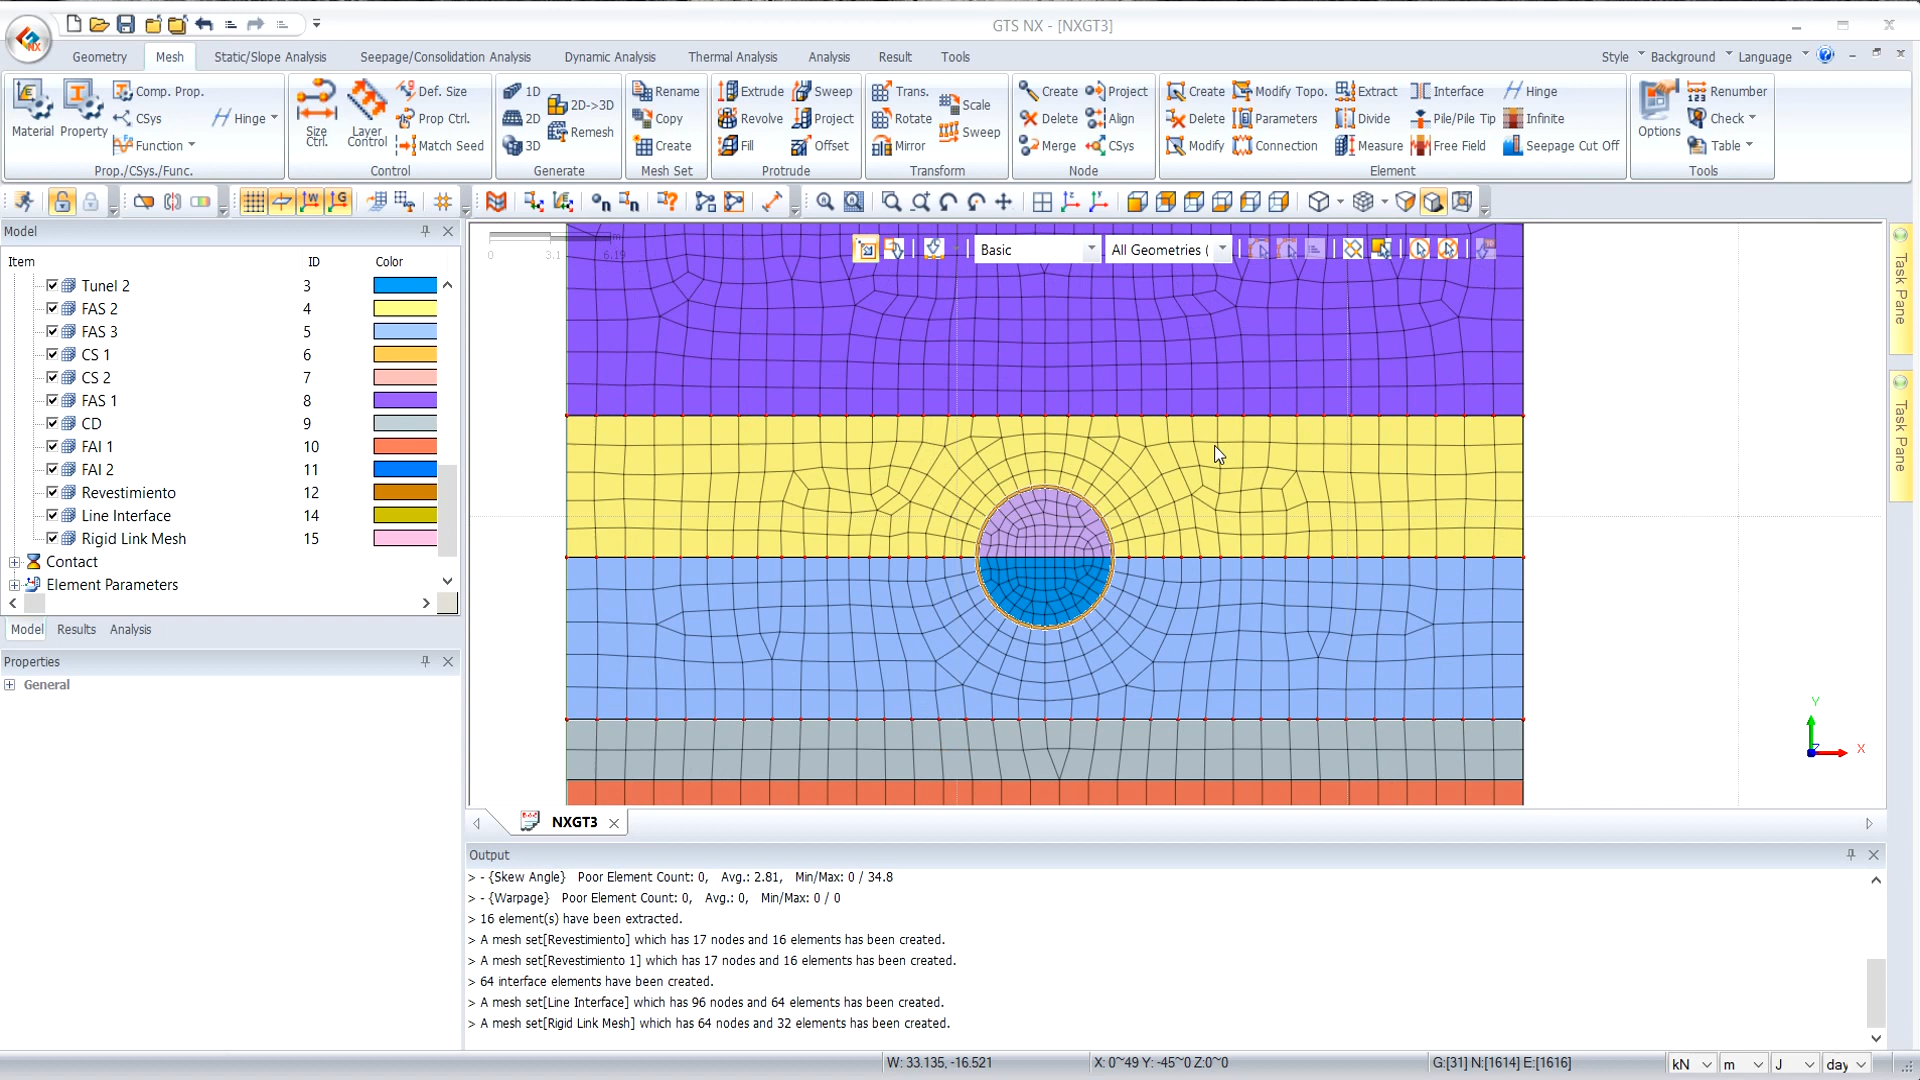 GTS NX - [NXGT3]
Geometry Mesh Static/Slope Analysis Seepage/Consolidation Analysis Dynamic Analysis Thermal Analysis Analysis Result Tools Style Background Language
Comp. Prop. Def. Size 1D Rename Extrude Sweep Trans. Create Project Create Modify Topo. Extract Interface Hinge Renumber
2D->3D Scale
Material Property CSys Hinge Size Ctrl. Layer Control Prop Ctrl. 2D Copy Revolve Project Rotate Delete Align Delete Parameters Divide Pile/Pile Tip Infinite Options Check
Remesh Sweep
Function Match Seed 3D Create Fill Offset Mirror Merge CSys Modify Connection Measure Free Field Seepage Cut Off Table
Prop./CSys./Func. Control Generate Mesh Set Protrude Transform Node Element Tools
Model
Item ID Color
Tunel 2 3
FAS 2 4
FAS 3 5
CS 1 6
CS 2 7
FAS 1 8
CD 9
FAI 1 10
FAI 2 11
Revestimiento 12
Line Interface 14
Rigid Link Mesh 15
Contact
Element Parameters
Model Results Analysis
Properties
General
0 3.1 6.19
Basic All Geometries (
Task Pane
Task Pane
Y
Z X
NXGT3
Output
> - {Skew Angle} Poor Element Count: 0, Avg.: 2.81, Min/Max: 0 / 34.8
> - {Warpage} Poor Element Count: 0, Avg.: 0, Min/Max: 0 / 0
> 16 element(s) have been extracted.
> A mesh set[Revestimiento] which has 17 nodes and 16 elements has been created.
> A mesh set[Revestimiento 1] which has 17 nodes and 16 elements has been created.
> 64 interface elements have been created.
> A mesh set[Line Interface] which has 96 nodes and 64 elements has been created.
> A mesh set[Rigid Link Mesh] which has 64 nodes and 32 elements has been created.
W: 33.135, -16.521 X: 0~49 Y: -45~0 Z:0~0 G:[31] N:[1614] E:[1616] kN m J day